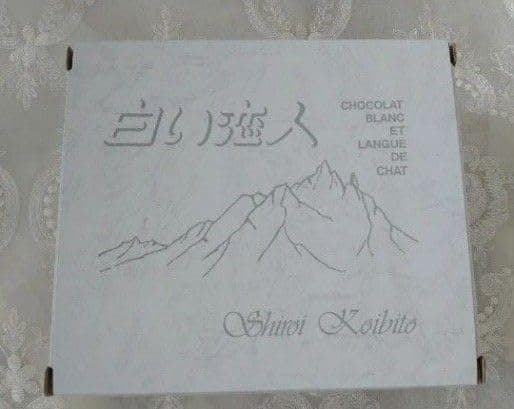 白い恋人
CHOCOLAT
BLANC
ET
LANGUE
DE
CHAT
Shiroi Koibito